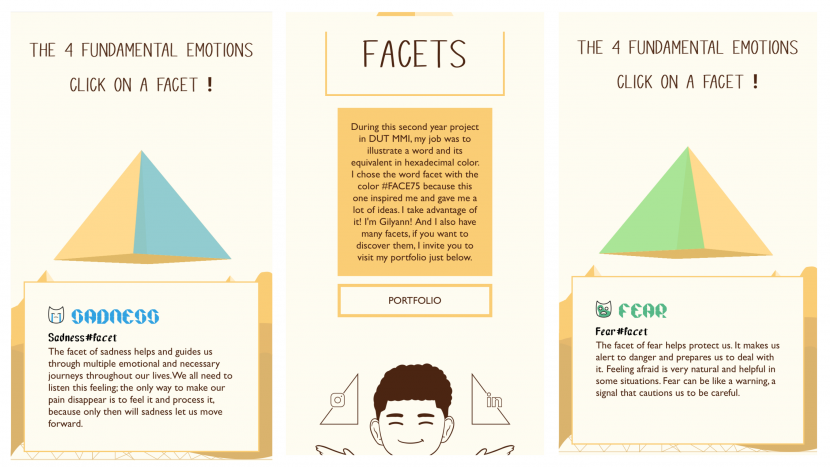 THE 4 FUNDAMENTAL EMOTIONS
CLICK ON A FACET !
SADNESS
Sadness#facet
The facet of sadness helps and guides us
through multiple emotional and necessary
journeys throughout our lives.We all need to
listen this feeling; the only way to make our
pain disappear is to feel it and process it,
because only then will sadness let us move
forward.
FACETS
During this second year project
in DUT MMI, my job was to
illustrate a word and its
equivalent in hexadecimal color.
I chose the word facet with the
color #FACE75 because this
one inspired me and gave me a
lot of ideas. I take advantage of
it! I'm Gilyann! And I also have
many facets, if you want to
discover them, I invite you to
visit my portfolio just below.
PORTFOLIO
in
THE 4 FUNDAMENTAL EMOTIONS
CLICK ON A FACET !
FEAR
Fear#facet
The facet of fear helps protect us. It makes us
alert to danger and prepares us to deal with
it. Feeling afraid is very natural and helpful in
some situations. Fear can be like a warning, a
signal that cautions us to be careful.